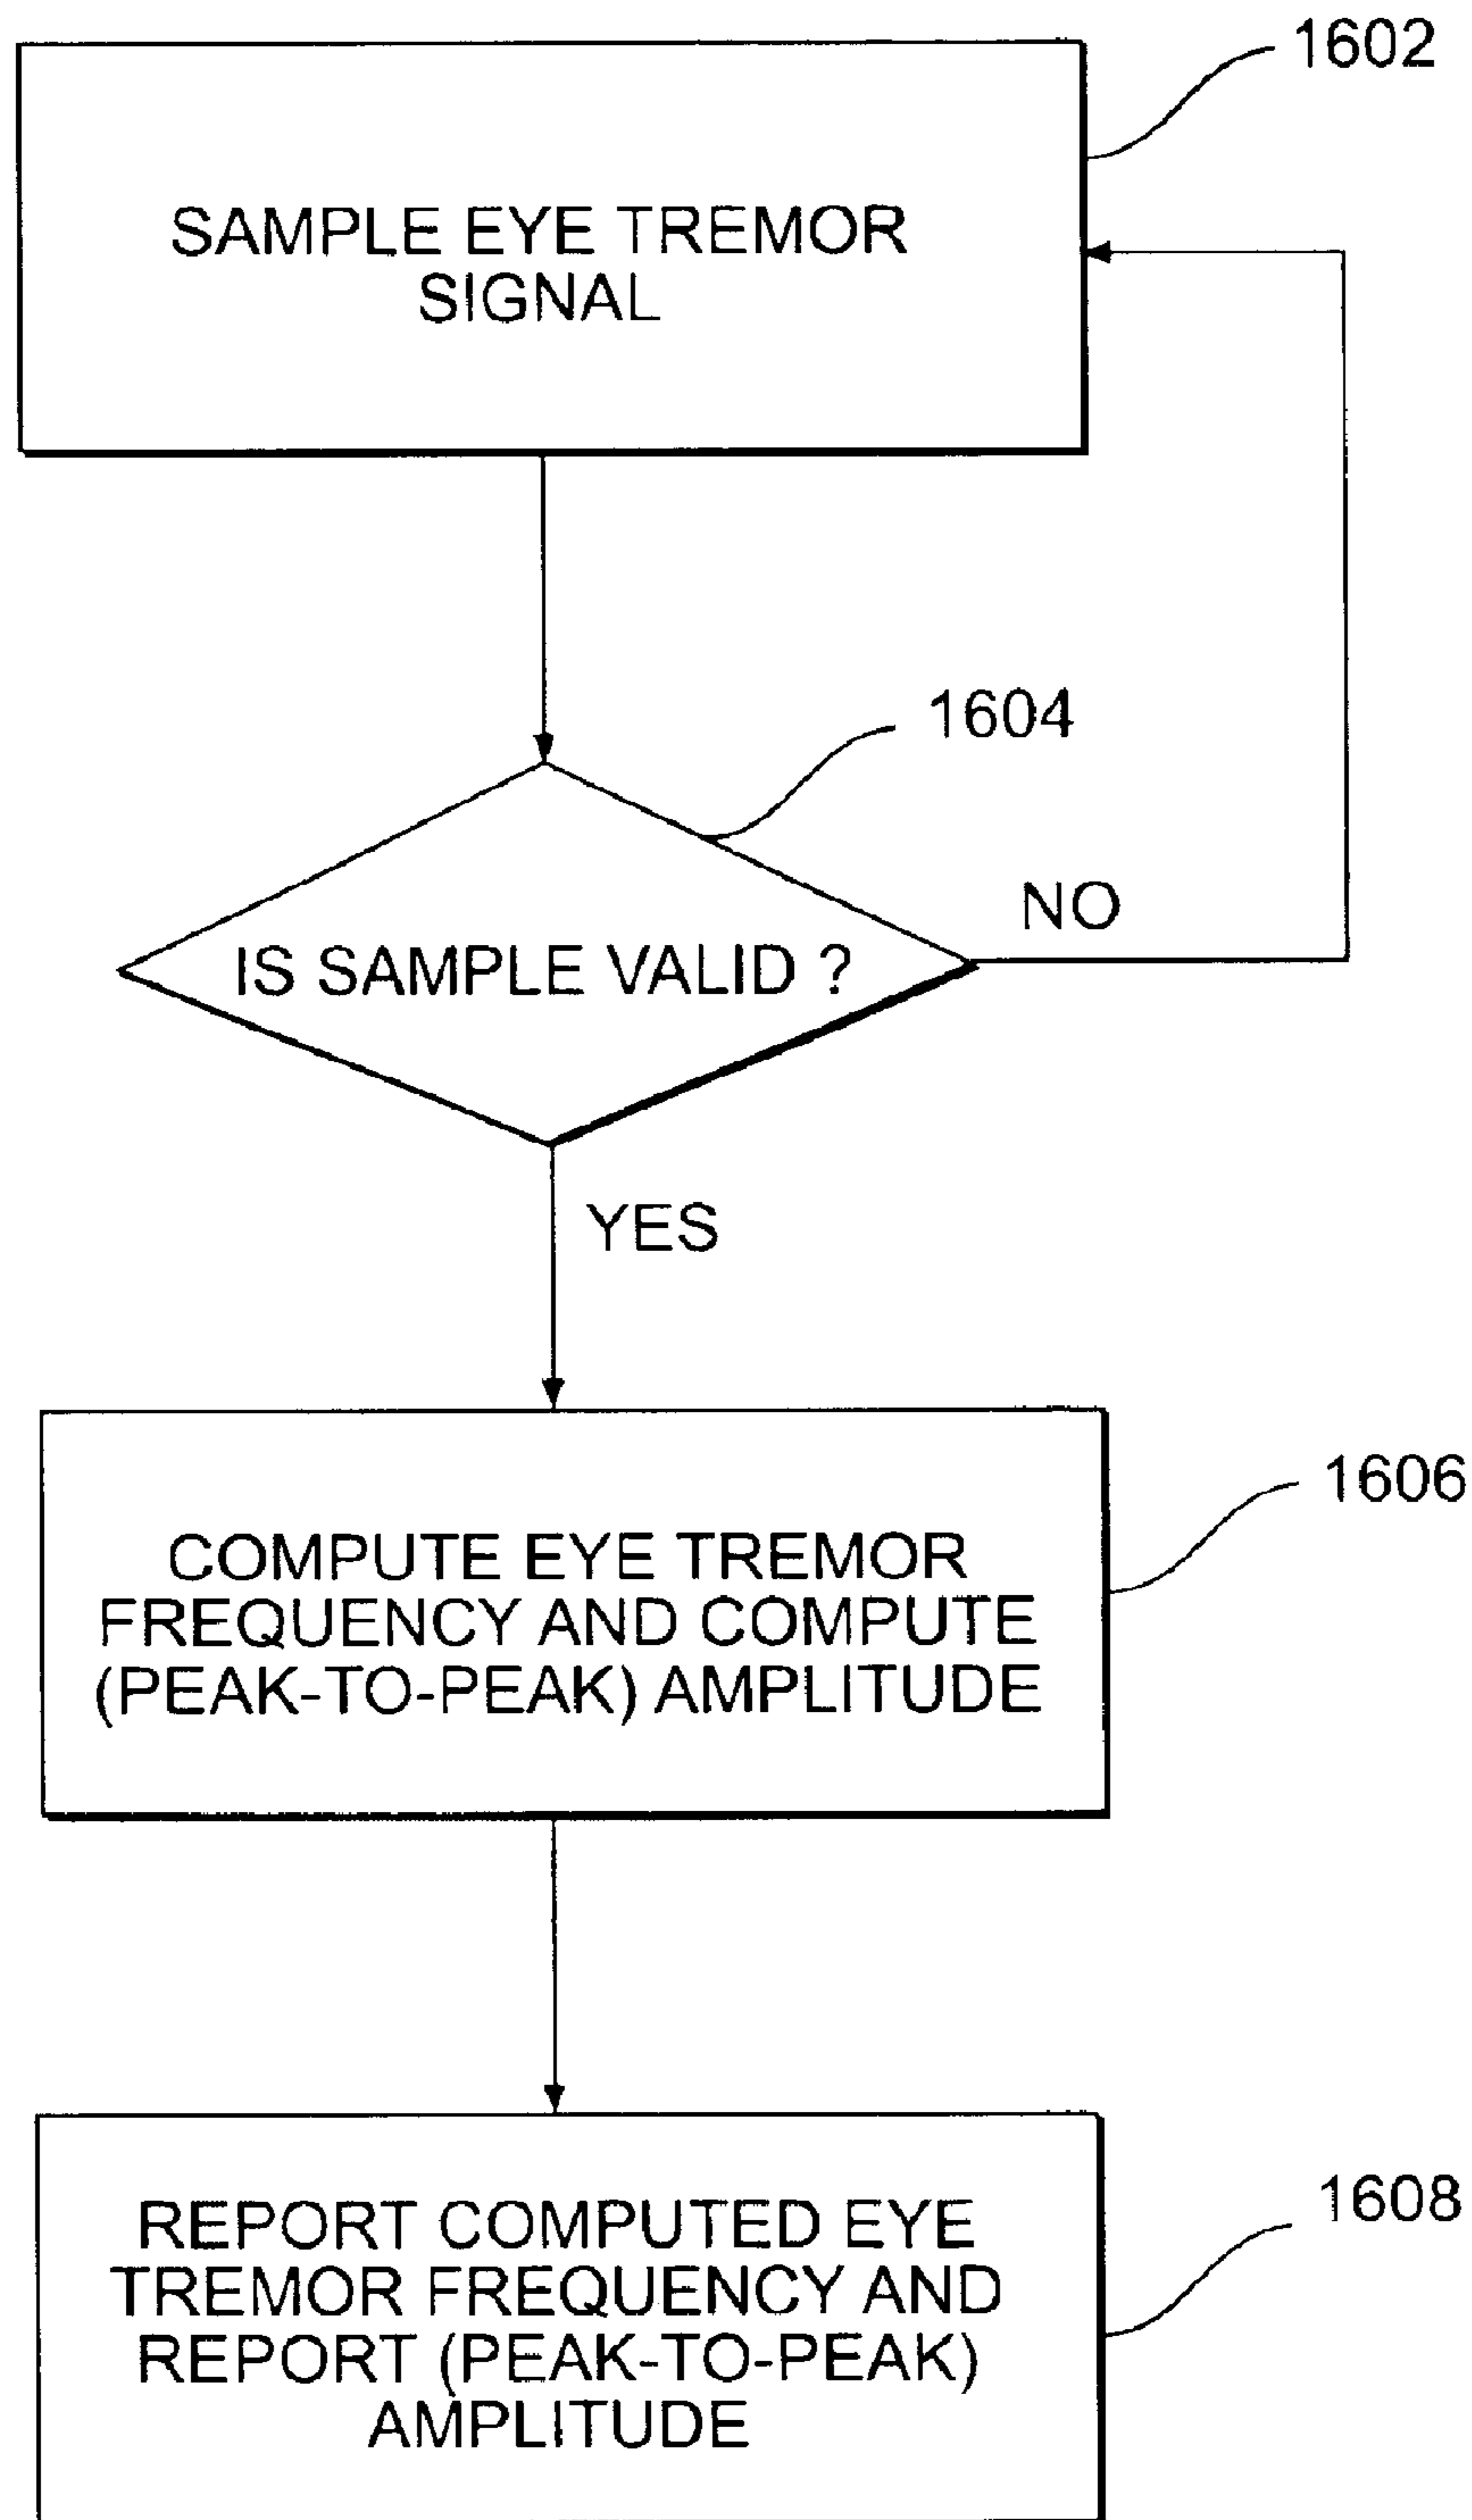 1602
SAMPLE EYE TREMOR
SIGNAL
1604
NO
IS SAMPLE VALID ?
YES
1606
COMPUTE EYE TREMOR
FREQUENCY AND COMPUTE
(PEAK-TO-PEAK) AMPLITUDE
1608
REPORT COMPUTED EYE
TREMOR FREQUENCY AND
REPORT (PEAK-TO-PEAK)
AMPLITUDE